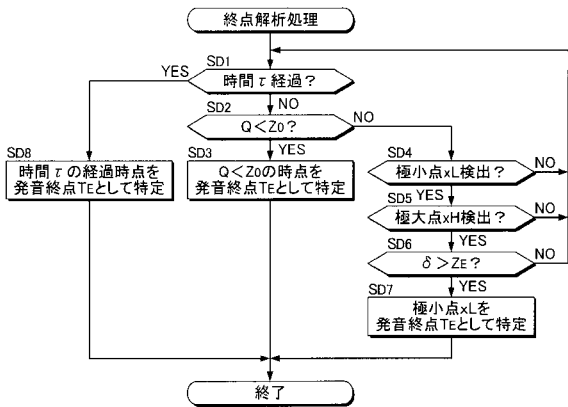 終点解析処理
SD1
YES
時間τ経過？
SD2
NO
Q＜Z0？
NO
SD8
時間τの経過時点を
発音終点TEとして特定
SD3
YES
Q＜Z0の時点を
発音終点TEとして特定
SD4
極小点xL検出？
NO
SD5
YES
極大点xH検出？
NO
SD6
YES
δ＞ZE？
NO
SD7
YES
極小点xLを
発音終点TEとして特定
終了